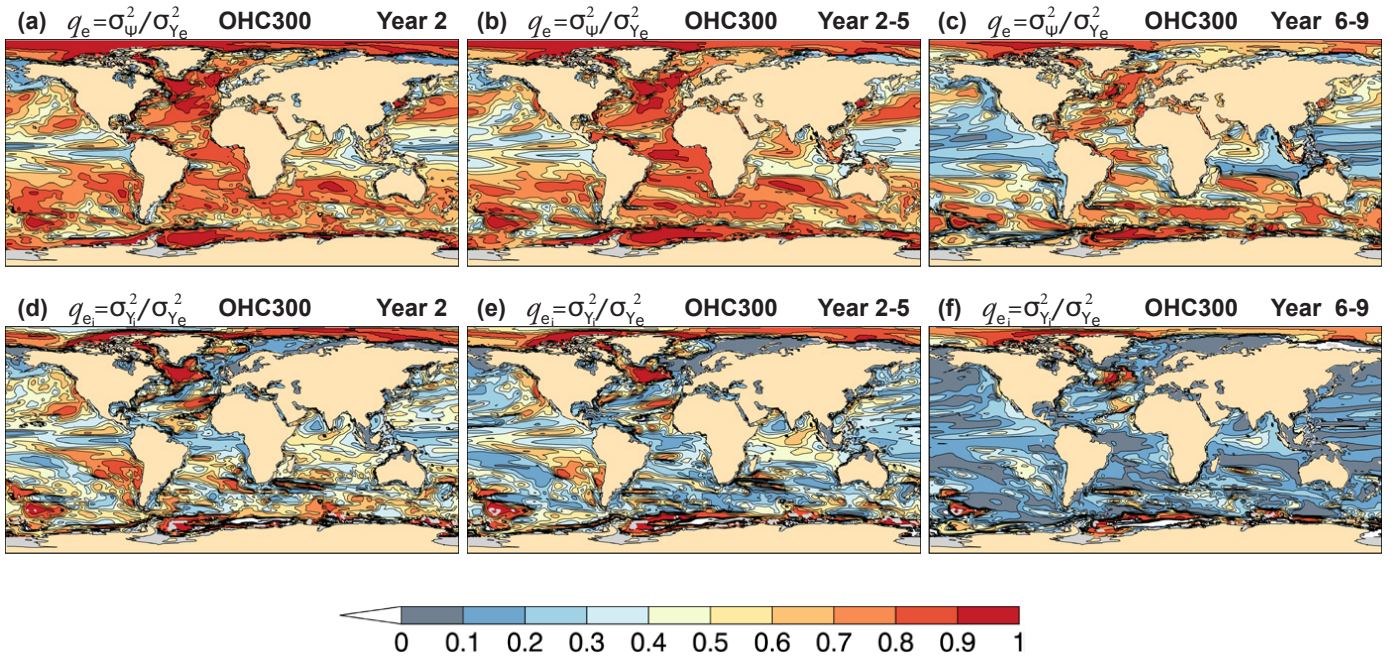 (a) qₑ=σ²_Ψ/σ²_Yₑ OHC300 Year 2
(b) qₑ=σ²_Ψ/σ²_Yₑ OHC300 Year 2-5
(c) qₑ=σ²_Ψ/σ²_Yₑ OHC300 Year 6-9
(d) q_eᵢ=σ²_Yᵢ/σ²_Yₑ OHC300 Year 2
(e) q_eᵢ=σ²_Yᵢ/σ²_Yₑ OHC300 Year 2-5
(f) q_eᵢ=σ²_Yᵢ/σ²_Yₑ OHC300 Year 6-9
0 0.1 0.2 0.3 0.4 0.5 0.6 0.7 0.8 0.9 1